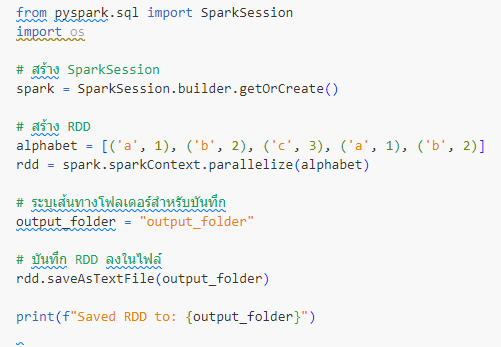 from pyspark.sql import SparkSession
import os
# สร้าง SparkSession
spark = SparkSession.builder.getOrCreate()
# สร้าง RDD
alphabet = [('a', 1), ('b', 2), ('c', 3), ('a', 1), ('b', 2)]
rdd = spark.sparkContext.parallelize(alphabet)
# ระบุเส้นทางโฟลเดอร์สำหรับบันทึก
output_folder = "output_folder"
# บันทึก RDD ลงในไฟล์
rdd.saveAsTextFile(output_folder)
print(f"Saved RDD to: {output_folder}")